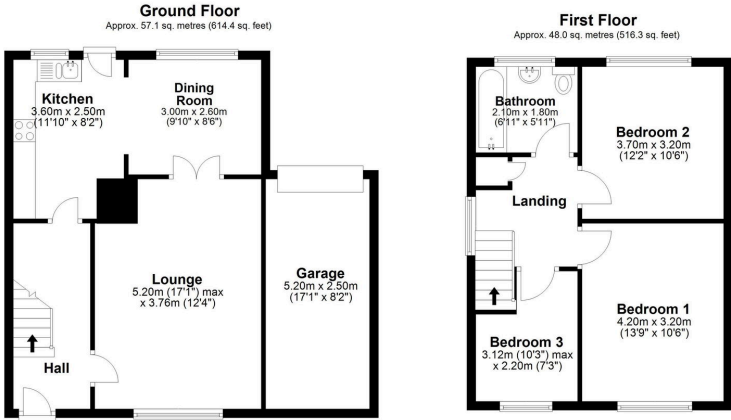 Ground Floor
Approx. 57.1 sq. metres (614.4 sq. feet)
Kitchen
3.60m x 2.50m
(11'10" x 8'2")
Dining
Room
3.00m x 2.60m
(9'10" x 8'6")
Lounge
5.20m (17'1") max
x 3.76m (12'4")
Garage
5.20m x 2.50m
(17'1" x 8'2")
Hall
First Floor
Approx. 48.0 sq. metres (516.3 sq. feet)
Bathroom
2.10m x 1.80m
(6'11" x 5'11")
Bedroom 2
3.70m x 3.20m
(12'2" x 10'6")
Landing
Bedroom 1
4.20m x 3.20m
(13'9" x 10'6")
Bedroom 3
3.12m (10'3") max
x 2.20m (7'3")